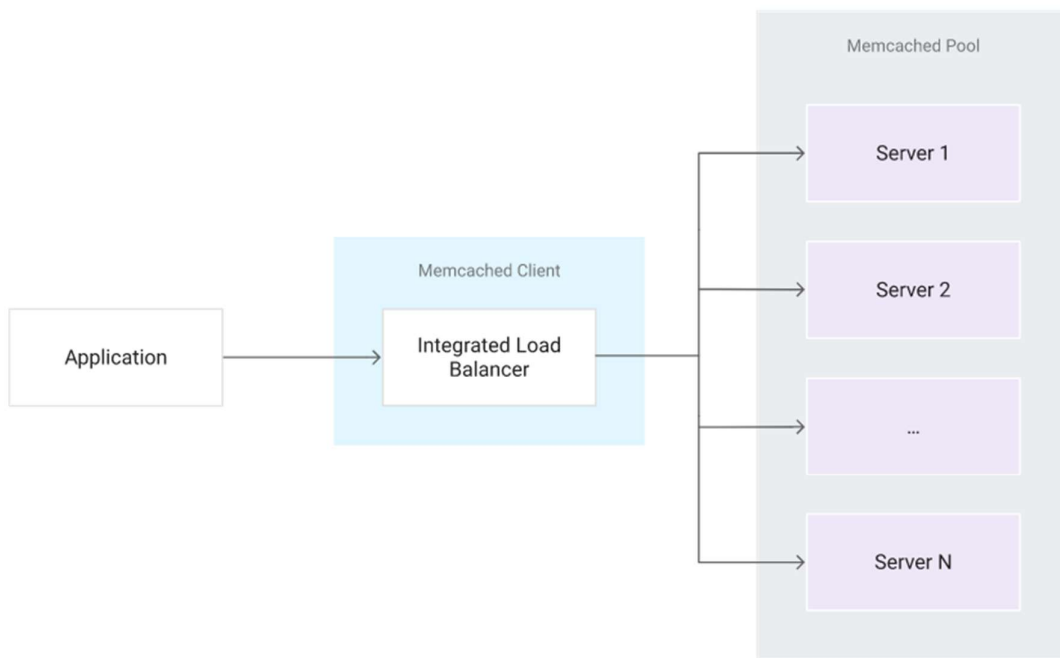 Memcached Pool
Server 1
Memcached Client
Server 2
Application
Integrated Load
Balancer
...
Server N